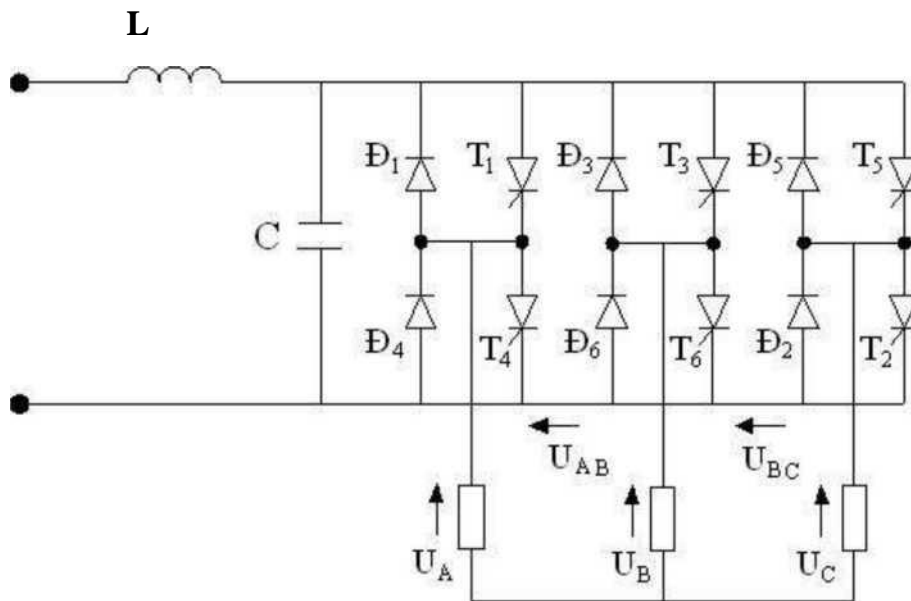 L
Đ1 T1 Đ3 T3 Đ5 T5
C
Đ4 T4 Đ6 T6 Đ2 T2
UAB UBC
UA UB UC